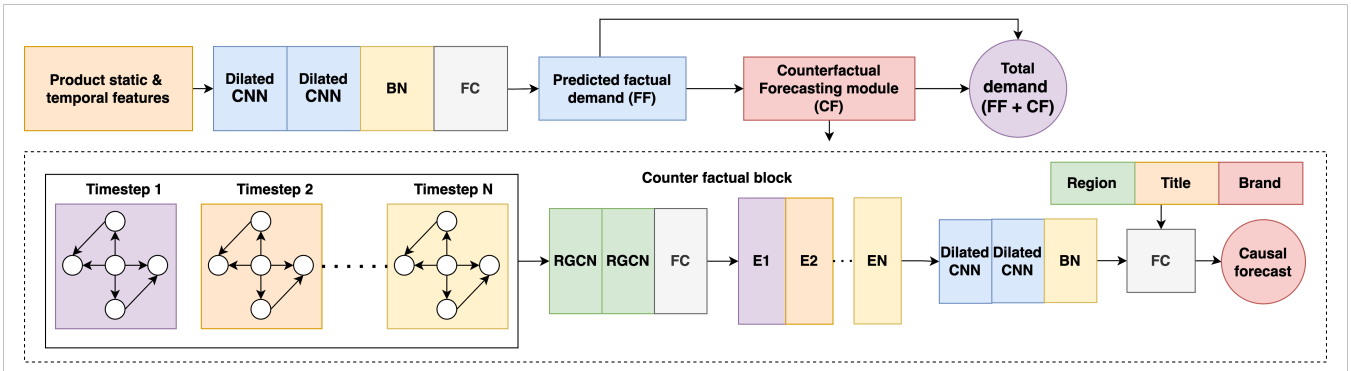 Product static &
temporal features
Dilated
CNN
Dilated
CNN
BN
FC
Predicted factual
demand (FF)
Counterfactual
Forecasting module
(CF)
Total
demand
(FF + CF)
Timestep 1
Timestep 2
Timestep N
Counter factual block
Region
Title
Brand
RGCN
RGCN
FC
E1
E2
EN
Dilated
CNN
Dilated
CNN
BN
FC
Causal
forecast